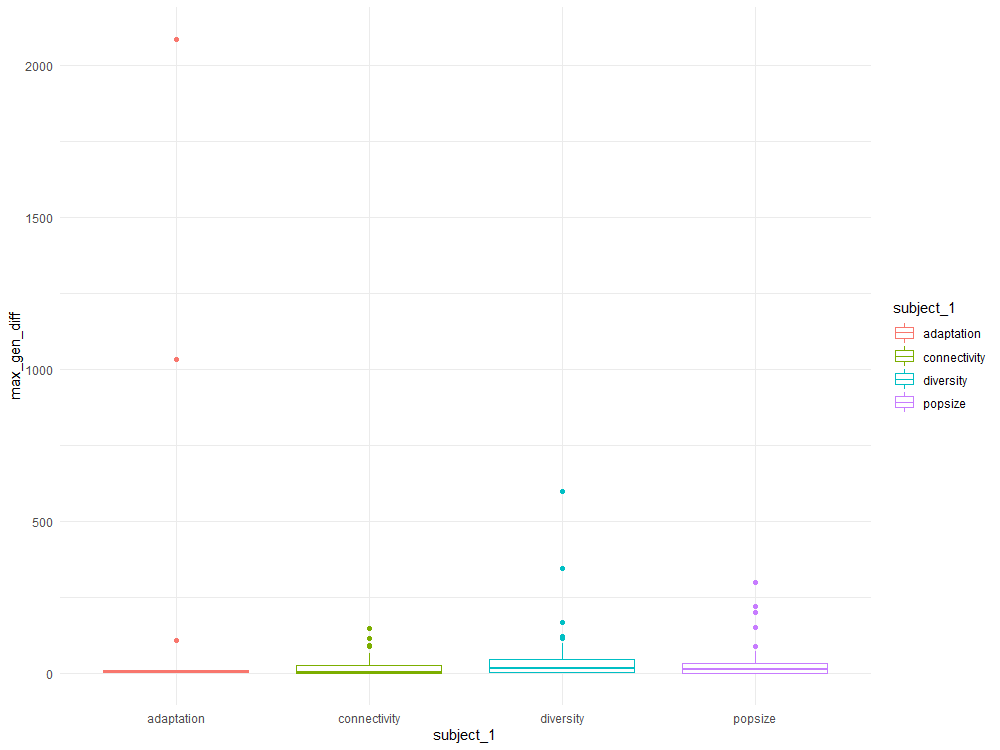 max_gen_diff
2000
1500
1000
500
0
adaptation
connectivity
diversity
popsize
subject_1
subject_1
adaptation
connectivity
diversity
popsize